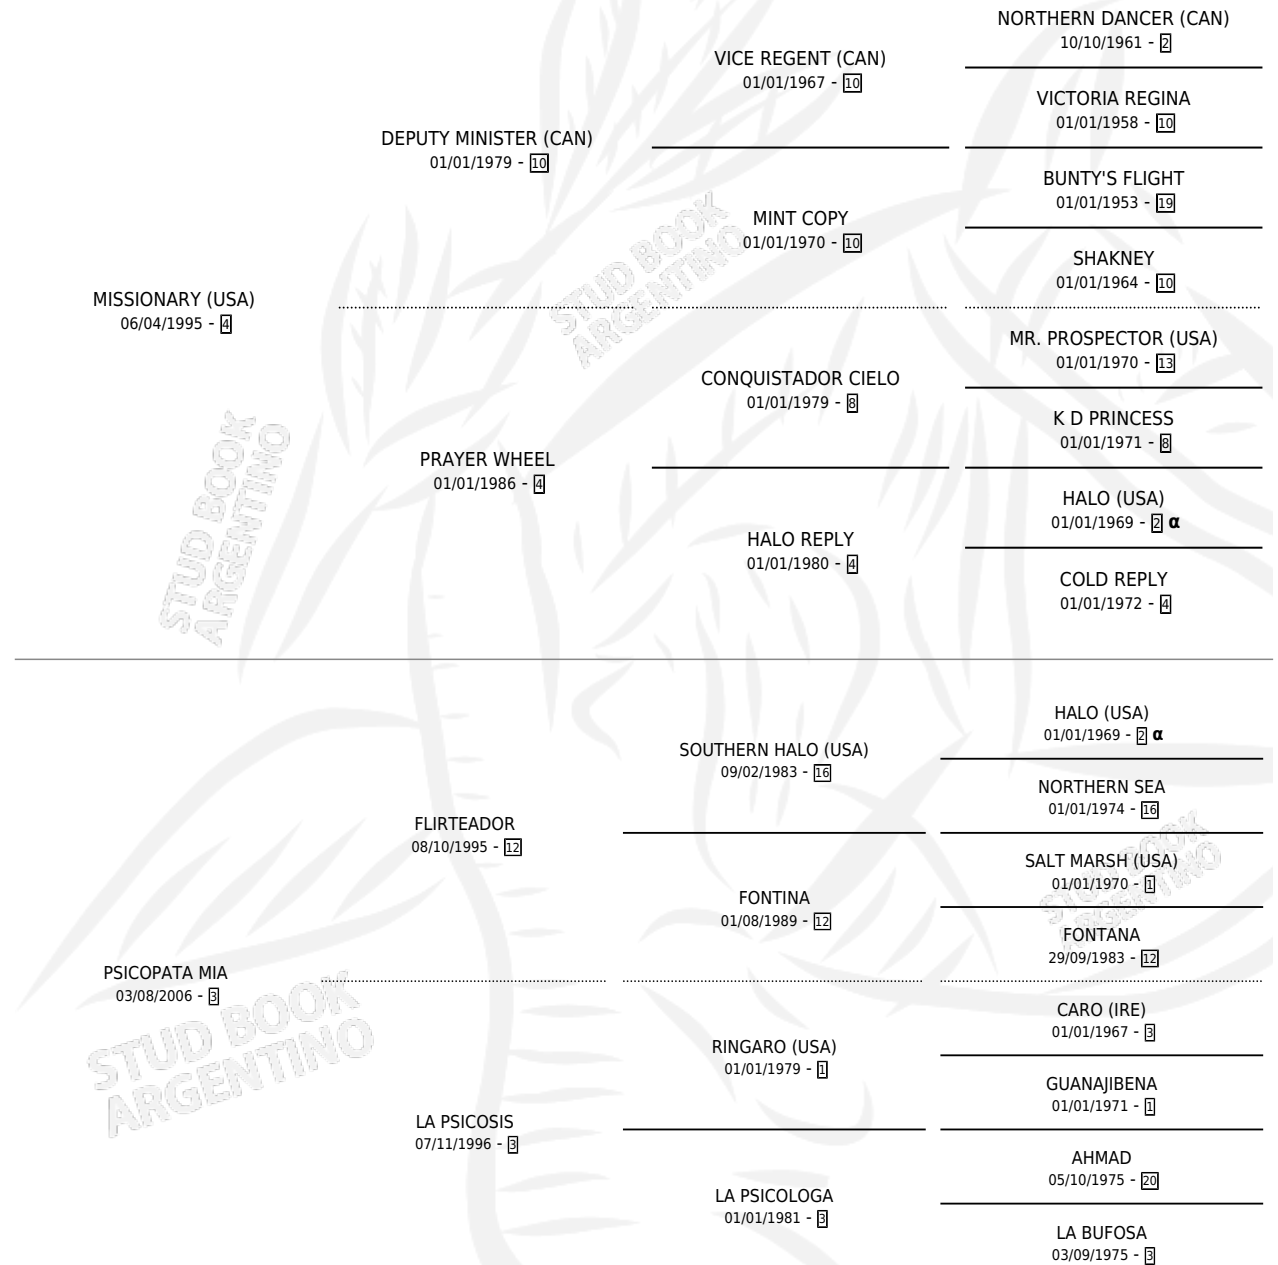 NORTHERN DANCER (CAN)
10/10/1961 - 2
VICE REGENT (CAN)
01/01/1967 - 10
VICTORIA REGINA
01/01/1958 - 10
DEPUTY MINISTER (CAN)
01/01/1979 - 10
BUNTY'S FLIGHT
01/01/1953 - 19
MINT COPY
01/01/1970 - 10
SHAKNEY
01/01/1964 - 10
STUD BOOK
ARGENTINO
MISSIONARY (USA)
06/04/1995 - 4
MR. PROSPECTOR (USA)
01/01/1970 - 13
CONQUISTADOR CIELO
01/01/1979 - 8
K D PRINCESS
01/01/1971 - 8
PRAYER WHEEL
01/01/1986 - 4
HALO (USA)
01/01/1969 - 2 α
HALO REPLY
01/01/1980 - 4
COLD REPLY
01/01/1972 - 4
STUD BOOK
ARGENTINO
HALO (USA)
01/01/1969 - 2 α
SOUTHERN HALO (USA)
09/02/1983 - 16
NORTHERN SEA
01/01/1974 - 16
FLIRTEADOR
08/10/1995 - 12
SALT MARSH (USA)
01/01/1970 - 1
FONTINA
01/08/1989 - 12
FONTANA
29/09/1983 - 12
STUD BOOK
ARGENTINO
PSICOPATA MIA
03/08/2006 - 3
CARO (IRE)
01/01/1967 - 3
RINGARO (USA)
01/01/1979 - 1
GUANAJIBENA
01/01/1971 - 1
LA PSICOSIS
07/11/1996 - 3
AHMAD
05/10/1975 - 20
LA PSICOLOGA
01/01/1981 - 3
LA BUFOSA
03/09/1975 - 3
STUD BOOK
ARGENTINO